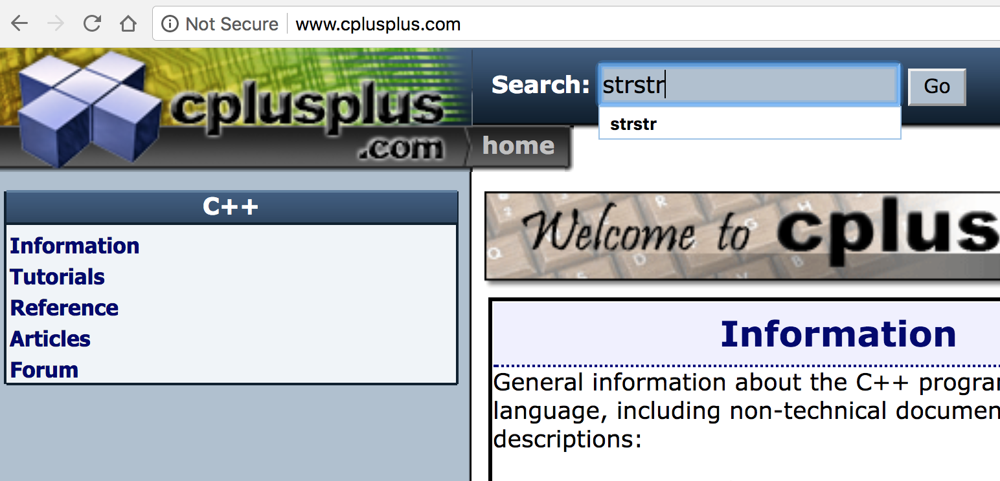 Not Secure www.cplusplus.com
cplusplus
.com
Search: strstr Go
strstr
home
C++
Information
Tutorials
Reference
Articles
Forum
Welcome to cplus
Information
General information about the C++ progra
language, including non-technical documen
descriptions: